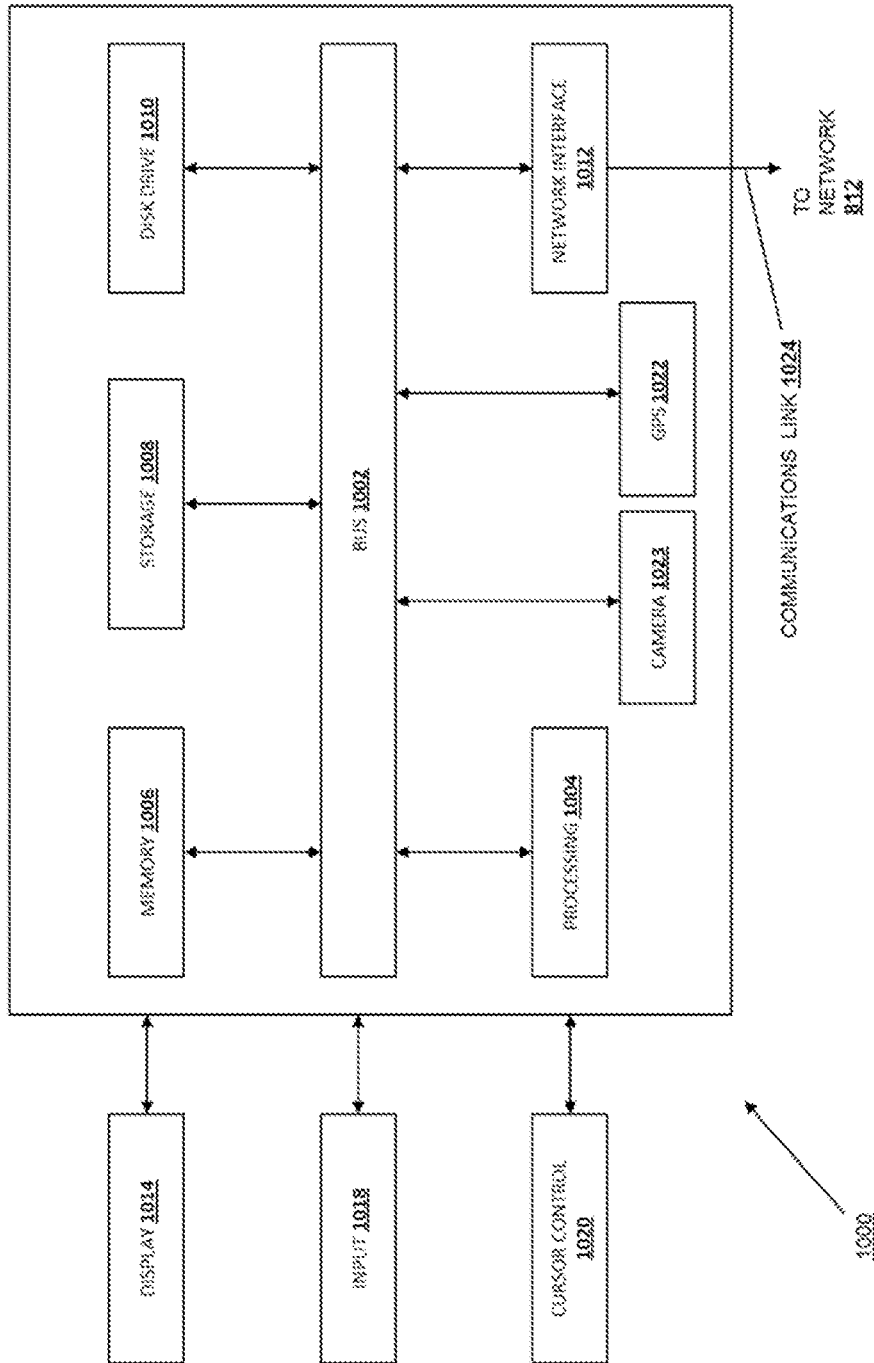 DISPLAY 1014
INPUT 1018
CURSOR CONTROL
1020
MEMORY 1006
STORAGE 1008
DISK DRIVE 1010
BUS 1002
PROCESSING 1004
CAMERA 1023
GPS 1022
NETWORK INTERFACE
1012
COMMUNICATIONS LINK 1024
TO
NETWORK
812
1000